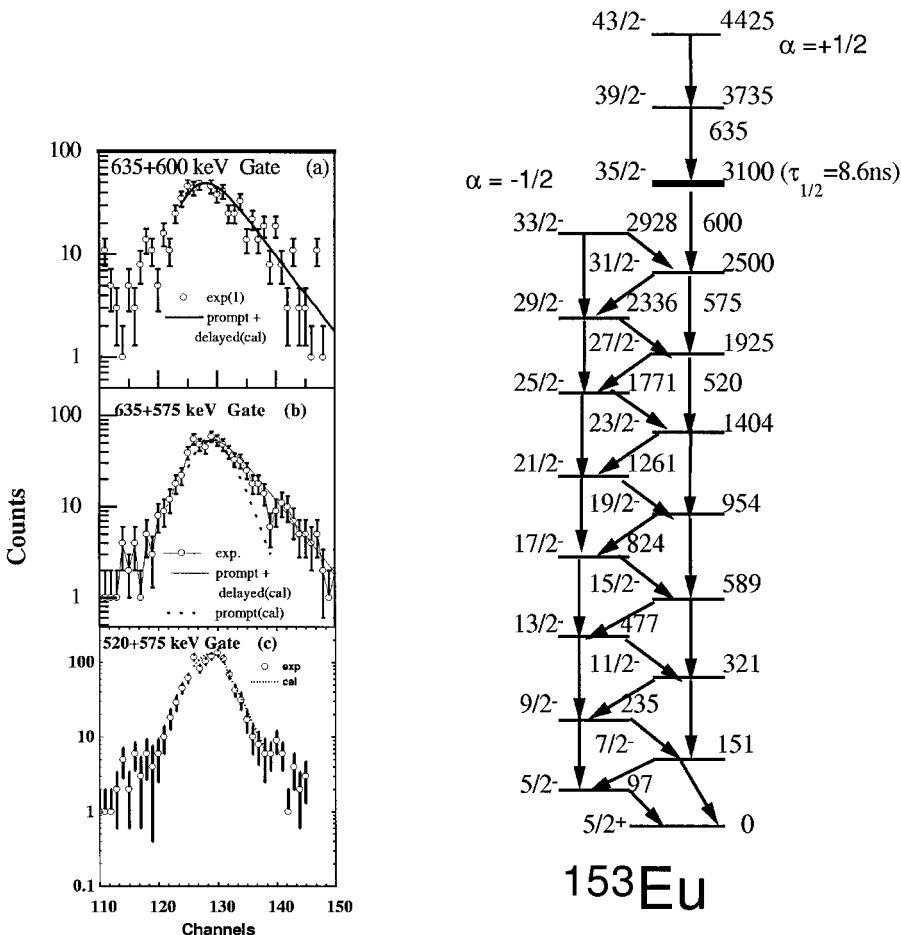 100
635+600 keV Gate (a)
10
exp(1)
prompt +
delayed(cal)
1
100
635+575 keV Gate (b)
10
exp.
prompt +
delayed(cal)
prompt(cal)
1
520+575 keV Gate (c)
100
exp
cal
10
1
0.1
110 120 130 140 150
Channels
Counts
43/2- 4425
α = +1/2
39/2- 3735
635
α = -1/2
35/2- 3100 (τ1/2=8.6ns)
33/2- 2928 600
31/2- 2500
29/2- 2336 575
27/2- 1925
25/2- 1771 520
23/2- 1404
21/2- 1261
19/2- 954
17/2- 824
15/2- 589
13/2- 477
11/2- 321
9/2- 235
7/2- 151
5/2- 97
5/2+ 0
153Eu